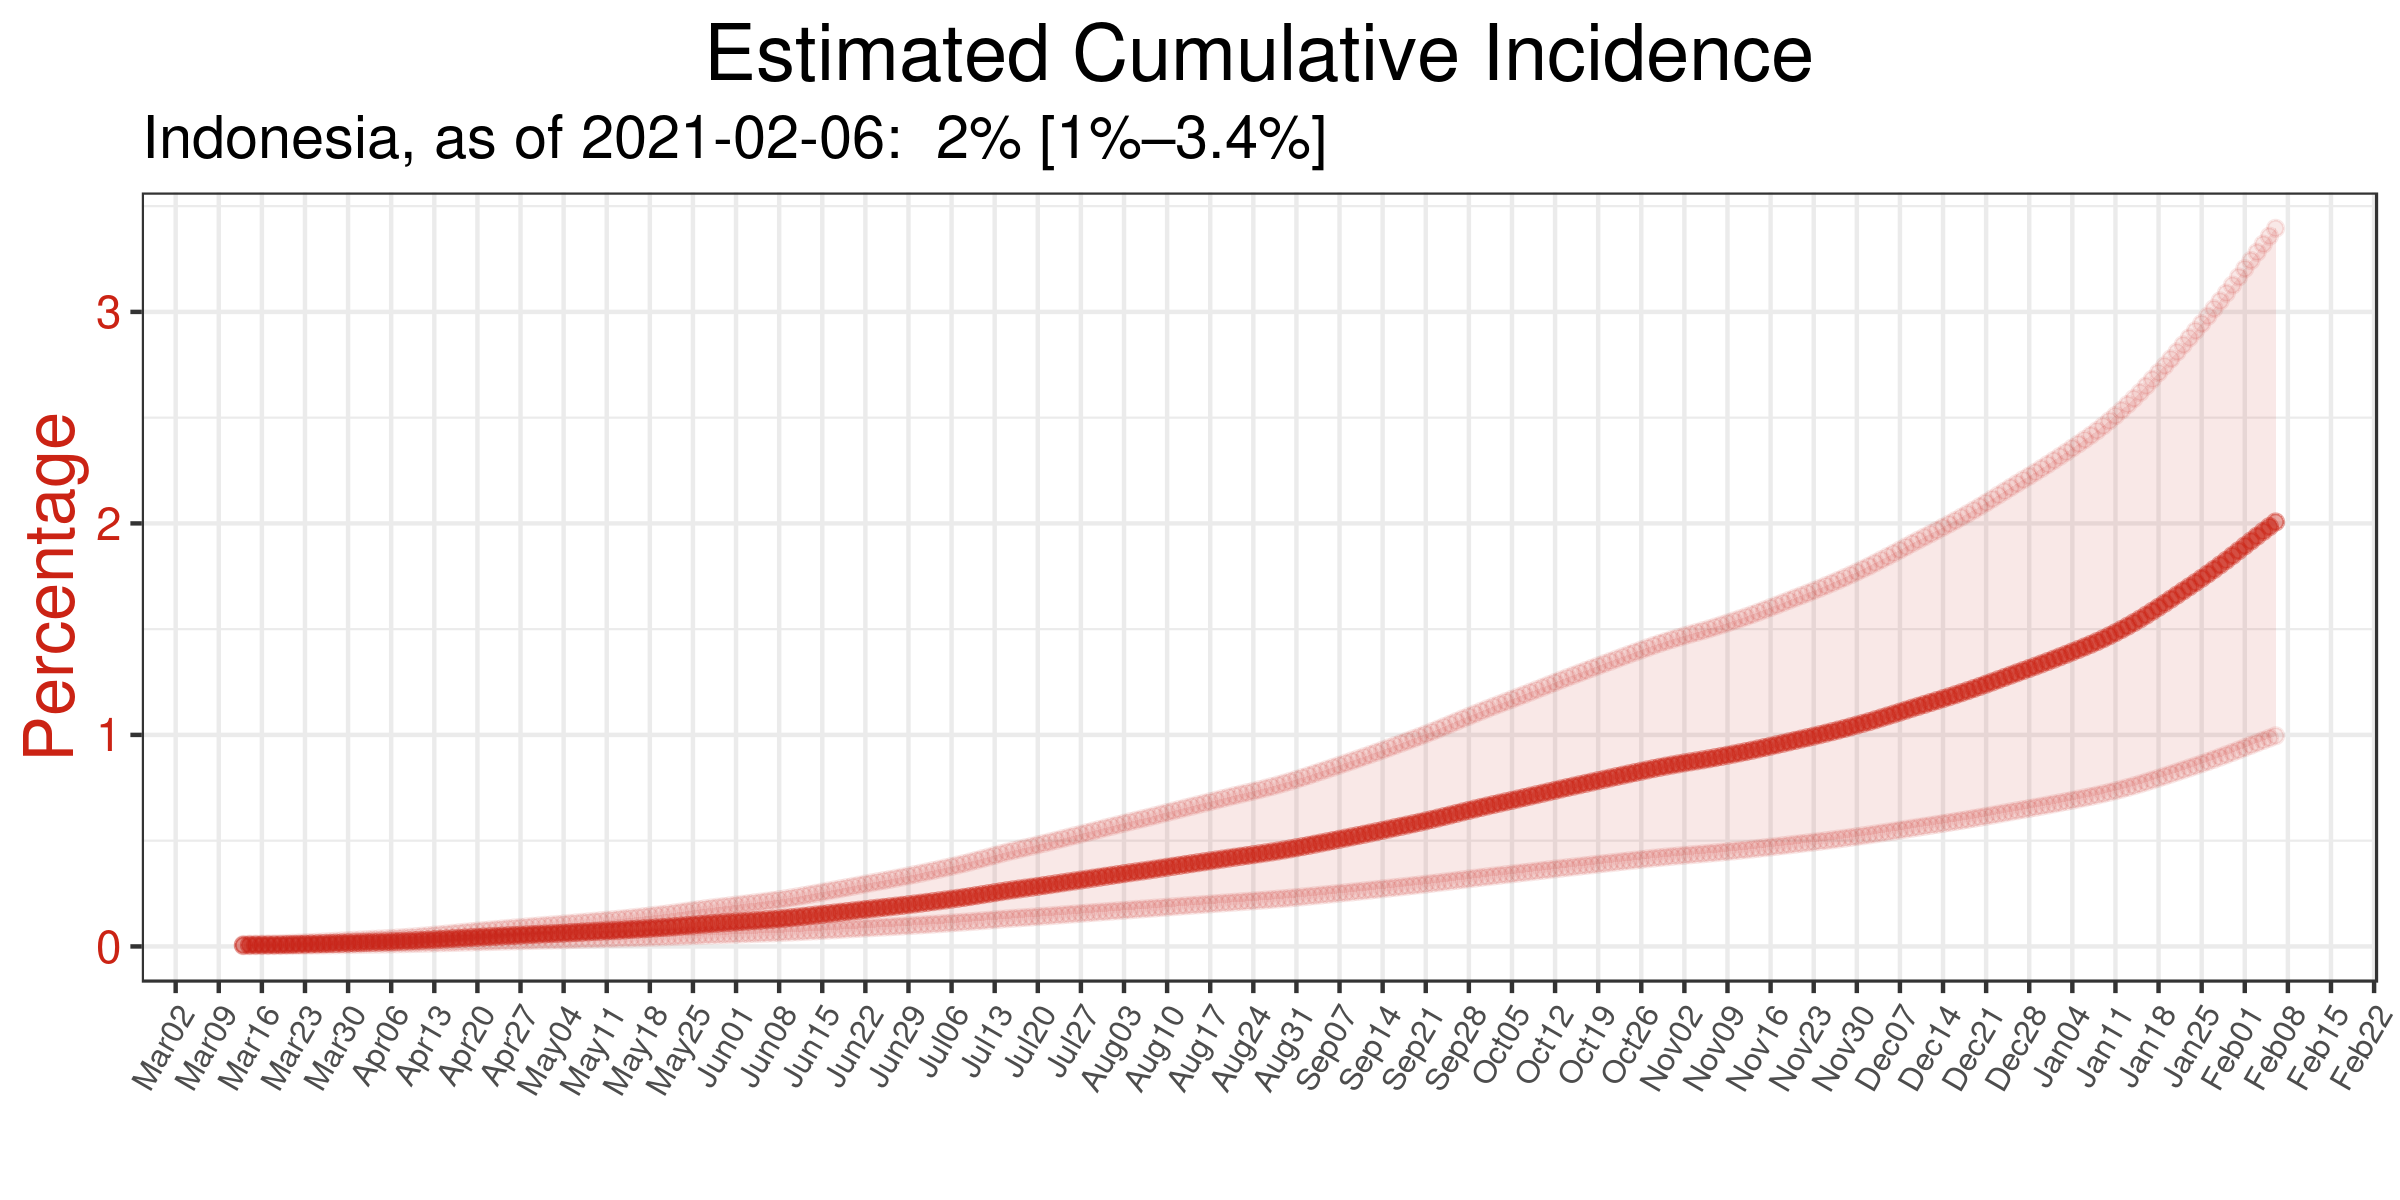 Estimated Cumulative Incidence
Indonesia, as of 2021-02-06:  2% [1%–3.4%]
Percentage
3
2
1
0
Mar02
Mar09
Mar16
Mar23
Mar30
Apr06
Apr13
Apr20
Apr27
May04
May11
May18
May25
Jun01
Jun08
Jun15
Jun22
Jun29
Jul06
Jul13
Jul20
Jul27
Aug03
Aug10
Aug17
Aug24
Aug31
Sep07
Sep14
Sep21
Sep28
Oct05
Oct12
Oct19
Oct26
Nov02
Nov09
Nov16
Nov23
Nov30
Dec07
Dec14
Dec21
Dec28
Jan04
Jan11
Jan18
Jan25
Feb01
Feb08
Feb15
Feb22